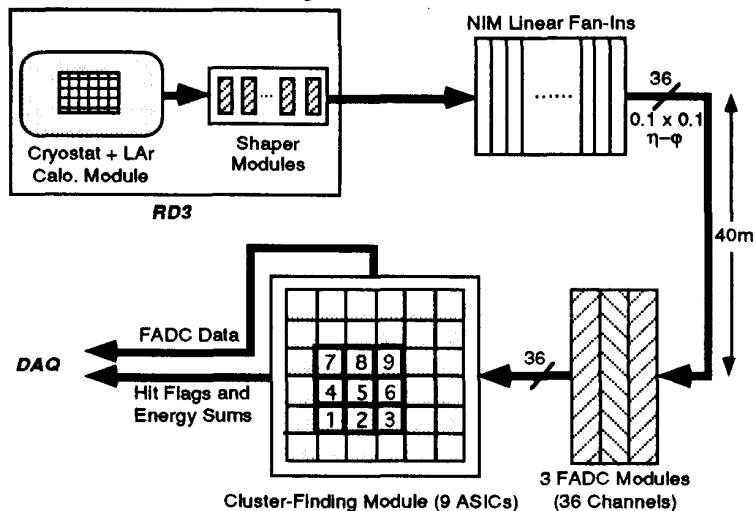 NIM Linear Fan-Ins
36
0.1 x 0.1
η–φ
Cryostat + LAr
Calo. Module
Shaper
Modules
RD3
40m
FADC Data
DAQ
Hit Flags and
Energy Sums
7 8 9
4 5 6
1 2 3
36
Cluster-Finding Module (9 ASICs)
3 FADC Modules
(36 Channels)